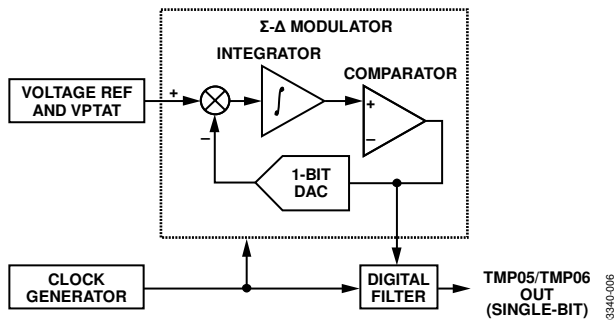 Σ-Δ MODULATOR
INTEGRATOR
COMPARATOR
VOLTAGE REF
AND VPTAT
+
−
+
−
1-BIT
DAC
CLOCK
GENERATOR
DIGITAL
FILTER
TMP05/TMP06
OUT
(SINGLE-BIT)
3340-006